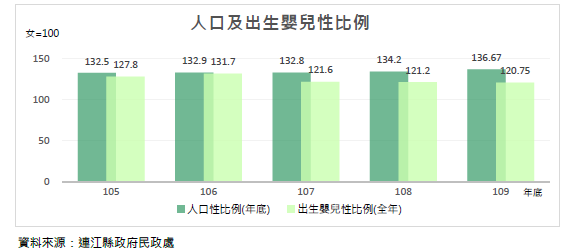 人口及出生嬰兒性比例
女=100
150
100
50
0
132.5 127.8 132.9 131.7 132.8 121.6 134.2 121.2 136.67 120.75
105 106 107 108 109 年底
人口性比例(年底) 出生嬰兒性比例(全年)
資料來源：連江縣政府民政處